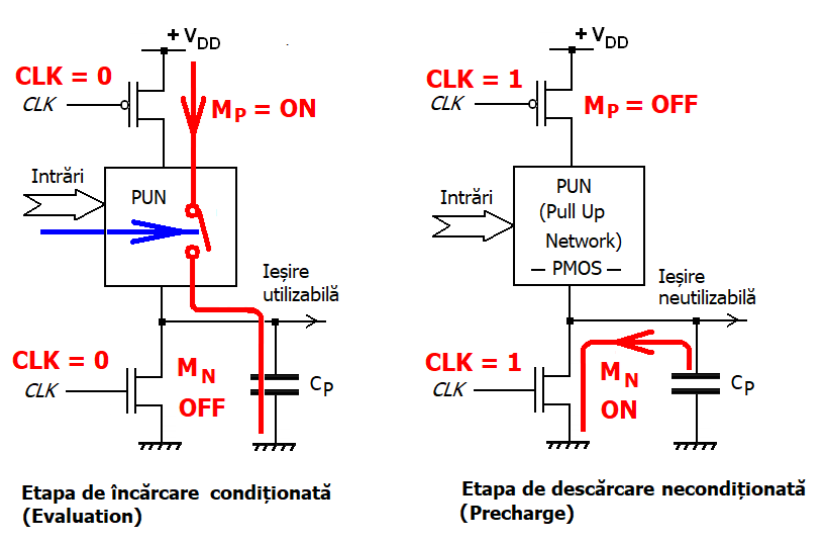 + VDD
CLK = 0
CLK
MP = ON
Intrări
PUN
Ieșire
utilizabilă
CLK = 0
CLK
MN
OFF
CP
Etapa de încărcare condiționată
(Evaluation)
+ VDD
CLK = 1
CLK
MP = OFF
Intrări
PUN
(Pull Up
Network)
— PMOS —
Ieșire
neutilizabilă
CLK = 1
CLK
MN
ON
CP
Etapa de descărcare necondiționată
(Precharge)